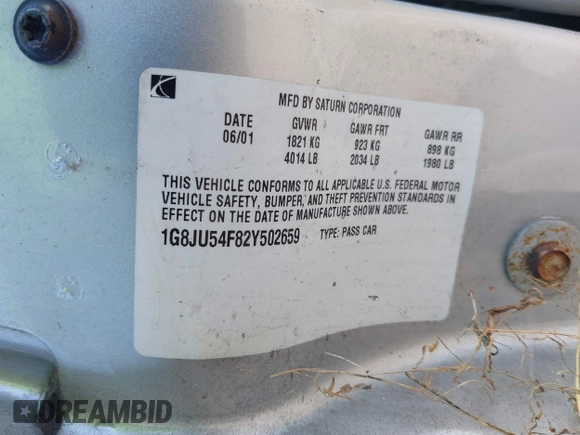 MFD BY SATURN CORPORATION
DATE GVWR GAWR FRT GAWR RR
06/01 1821 KG 923 KG 898 KG
4014 LB 2034 LB 1980 LB
THIS VEHICLE CONFORMS TO ALL APPLICABLE U.S. FEDERAL MOTOR
VEHICLE SAFETY, BUMPER, AND THEFT PREVENTION STANDARDS IN
EFFECT ON THE DATE OF MANUFACTURE SHOWN ABOVE.
1G8JU54F82Y502659 TYPE: PASS CAR
DREAMBID